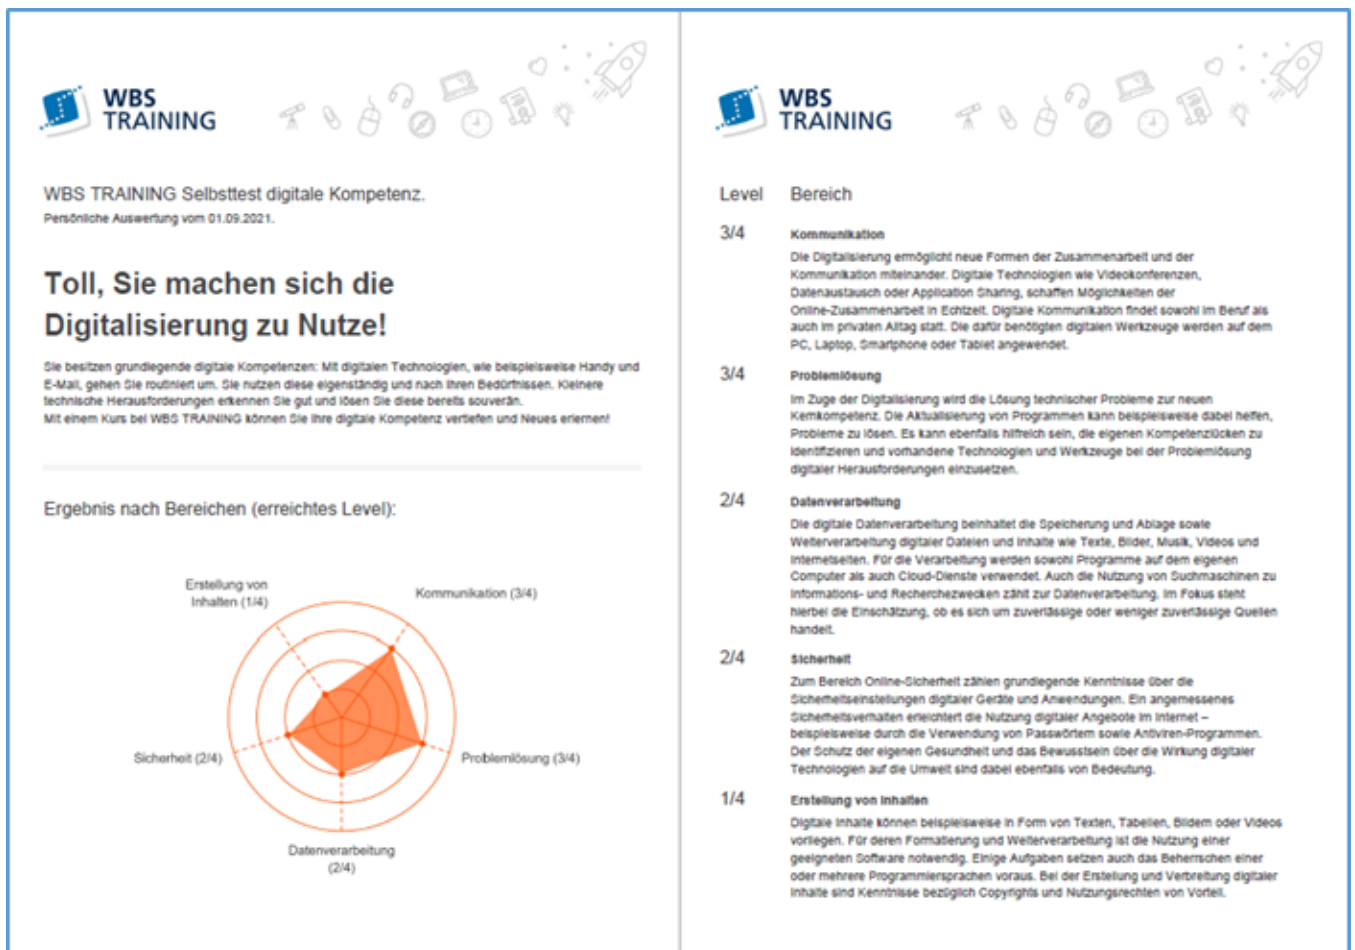 WBS
TRAINING
WBS TRAINING Selbsttest digitale Kompetenz.
Persönliche Auswertung vom 01.09.2021.
Toll, Sie machen sich die
Digitalisierung zu Nutze!
Sie besitzen grundlegende digitale Kompetenzen: Mit digitalen Technologien, wie beispielsweise Handy und
E-Mail, gehen Sie routiniert um. Sie nutzen diese eigenständig und nach Ihren Bedürfnissen. Kleinere
technische Herausforderungen erkennen Sie gut und lösen Sie diese bereits souverän.
Mit einem Kurs bei WBS TRAINING können Sie Ihre digitale Kompetenz vertiefen und Neues erlernen!
Ergebnis nach Bereichen (erreichtes Level):
Erstellung von
Inhalten (1/4)
Kommunikation (3/4)
Sicherheit (2/4)
Problemlösung (3/4)
Datenverarbeitung
(2/4)
WBS
TRAINING
Level Bereich
3/4 Kommunikation
Die Digitalisierung ermöglicht neue Formen der Zusammenarbeit und der
Kommunikation miteinander. Digitale Technologien wie Videokonferenzen,
Datenaustausch oder Application Sharing, schaffen Möglichkeiten der
Online-Zusammenarbeit in Echtzeit. Digitale Kommunikation findet sowohl im Beruf als
auch im privaten Alltag statt. Die dafür benötigten digitalen Werkzeuge werden auf dem
PC, Laptop, Smartphone oder Tablet angewendet.
3/4 Problemlösung
Im Zuge der Digitalisierung wird die Lösung technischer Probleme zur neuen
Kernkompetenz. Die Aktualisierung von Programmen kann beispielsweise dabei helfen,
Probleme zu lösen. Es kann ebenfalls hilfreich sein, die eigenen Kompetenzlücken zu
identifizieren und vorhandene Technologien und Werkzeuge bei der Problemlösung
digitaler Herausforderungen einzusetzen.
2/4 Datenverarbeitung
Die digitale Datenverarbeitung beinhaltet die Speicherung und Ablage sowie
Weiterverarbeitung digitaler Dateien und Inhalte wie Texte, Bilder, Musik, Videos und
Internetseiten. Für die Verarbeitung werden sowohl Programme auf dem eigenen
Computer als auch Cloud-Dienste verwendet. Auch die Nutzung von Suchmaschinen zu
Informations- und Recherchezwecken zählt zur Datenverarbeitung. Im Fokus steht
hierbei die Einschätzung, ob es sich um zuverlässige oder weniger zuverlässige Quellen
handelt.
2/4 Sicherheit
Zum Bereich Online-Sicherheit zählen grundlegende Kenntnisse über die
Sicherheitseinstellungen digitaler Geräte und Anwendungen. Ein angemessenes
Sicherheitsverhalten erleichtert die Nutzung digitaler Angebote im Internet –
beispielsweise durch die Verwendung von Passwörtern sowie Antiviren-Programmen.
Der Schutz der eigenen Gesundheit und das Bewusstsein über die Wirkung digitaler
Technologien auf die Umwelt sind dabei ebenfalls von Bedeutung.
1/4 Erstellung von Inhalten
Digitale Inhalte können beispielsweise in Form von Texten, Tabellen, Bildern oder Videos
vorliegen. Für deren Formatierung und Weiterverarbeitung ist die Nutzung einer
geeigneten Software notwendig. Einige Aufgaben setzen auch das Beherrschen einer
oder mehrere Programmiersprachen voraus. Bei der Erstellung und Verbreitung digitaler
Inhalte sind Kenntnisse bezüglich Copyrights und Nutzungsrechten von Vorteil.